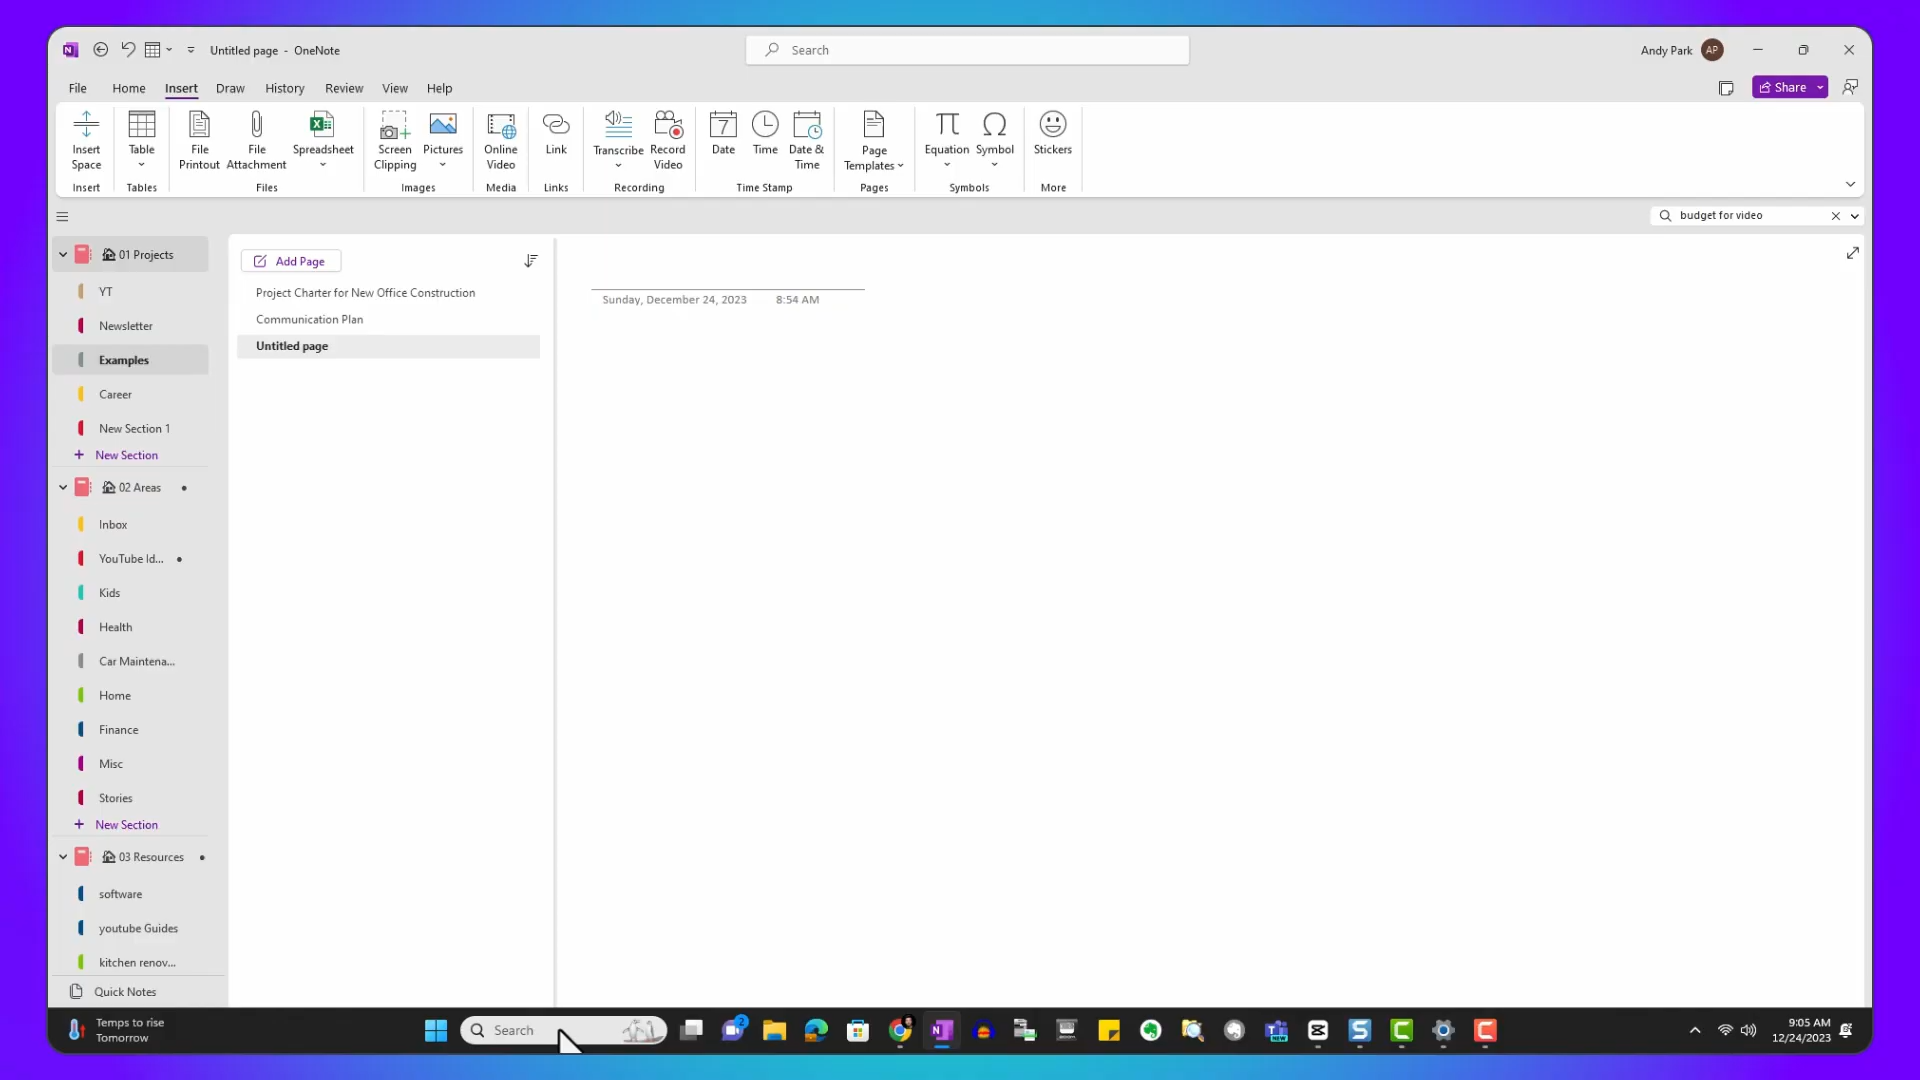 Untitled page - OneNote
Search
Andy Park AP
File Home Insert Draw History Review View Help
Share
Insert Space
Table
File Printout
File Attachment
Spreadsheet
Screen Clipping
Pictures
Online Video
Link
Transcribe
Record Video
Date
Time
Date & Time
Page Templates
Equation
Symbol
Stickers
Insert Tables Files Images Media Links Recording Time Stamp Pages Symbols More
budget for video
01 Projects
YT
Newsletter
Examples
Career
New Section 1
New Section
02 Areas
Inbox
YouTube Id...
Kids
Health
Car Maintena...
Home
Finance
Misc
Stories
New Section
03 Resources
software
youtube Guides
kitchen renov...
Quick Notes
Add Page
Project Charter for New Office Construction
Communication Plan
Untitled page
Sunday, December 24, 2023 8:54 AM
Temps to rise
Tomorrow
Search
9:05 AM
12/24/2023